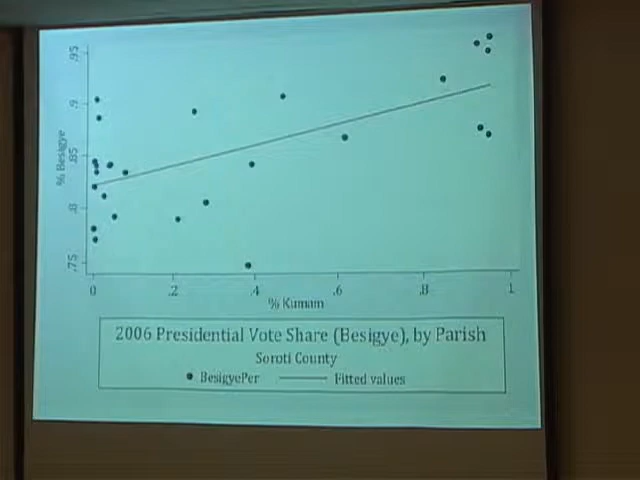 .95
.9
.85
.8
.75
% Besigye
0 .2 .4 .6 .8 1
% Kumam
2006 Presidential Vote Share (Besigye), by Parish
Soroti County
BesigyePer Fitted values